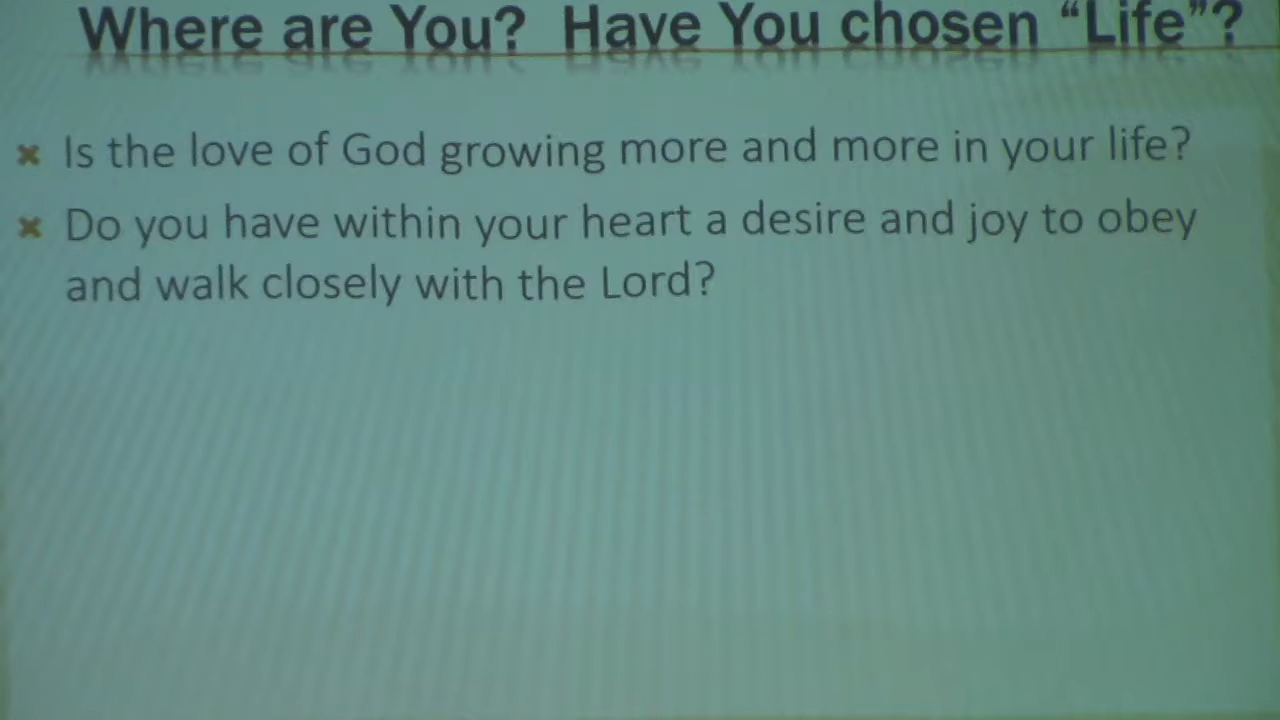 Where are You? Have You chosen “Life”?
Is the love of God growing more and more in your life?
Do you have within your heart a desire and joy to obey
and walk closely with the Lord?